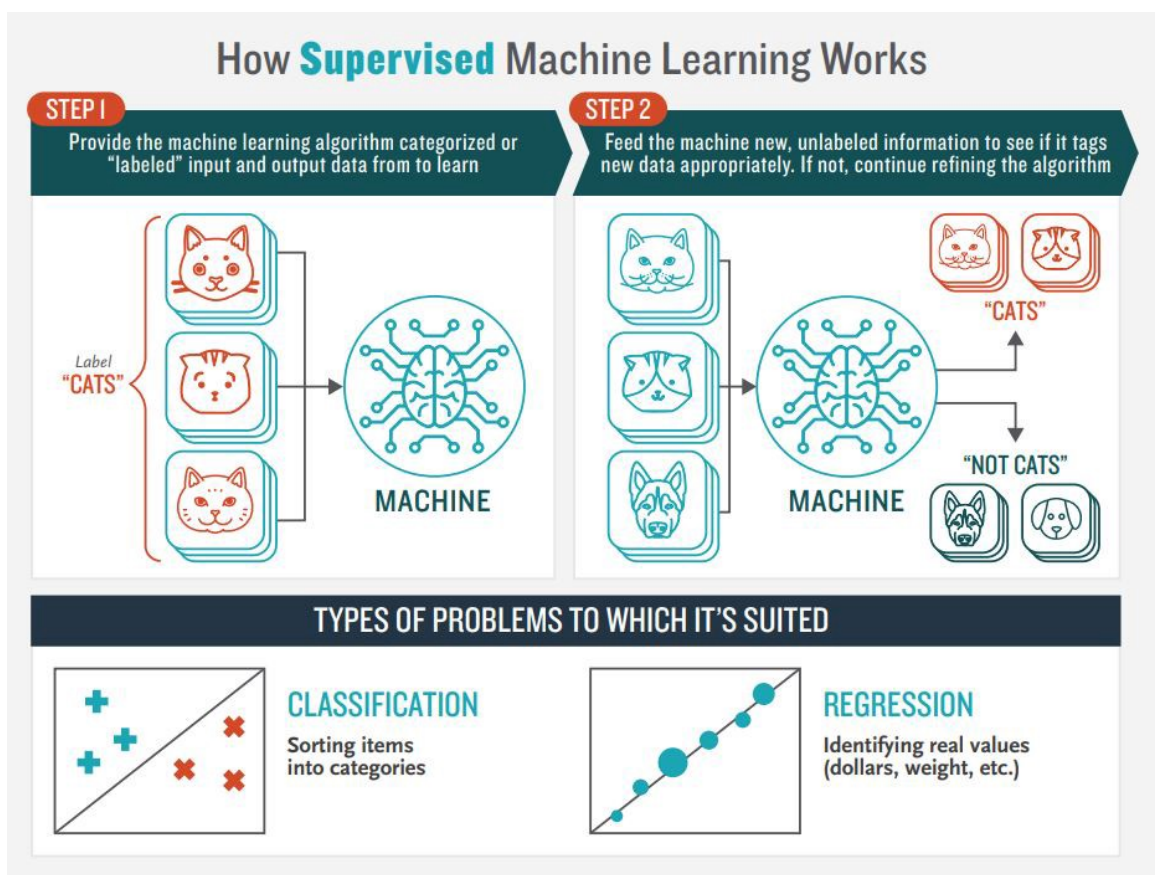 How Supervised Machine Learning Works
STEP 1
Provide the machine learning algorithm categorized or
“labeled” input and output data from to learn
Label
“CATS”
MACHINE
STEP 2
Feed the machine new, unlabeled information to see if it tags
new data appropriately. If not, continue refining the algorithm
MACHINE
“CATS”
“NOT CATS”
TYPES OF PROBLEMS TO WHICH IT’S SUITED
CLASSIFICATION
Sorting items
into categories
REGRESSION
Identifying real values
(dollars, weight, etc.)